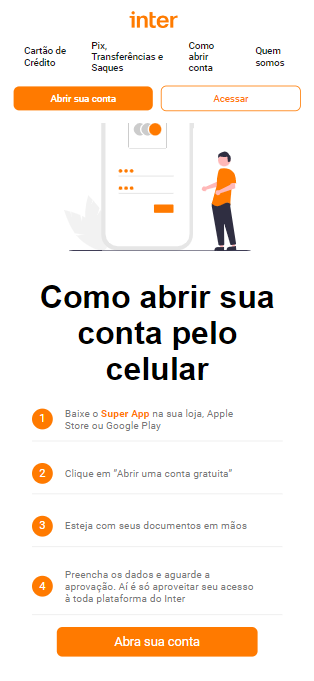 inter
Cartão de
Crédito
Pix,
Transferências e
Saques
Como
abrir
conta
Quem
somos
Abrir sua conta
Acessar
Como abrir sua
conta pelo
celular
1
Baixe o Super App na sua loja, Apple
Store ou Google Play
2
Clique em “Abrir uma conta gratuita”
3
Esteja com seus documentos em mãos
4
Preencha os dados e aguarde a
aprovação. Aí é só aproveitar seu acesso
à toda plataforma do Inter
Abra sua conta